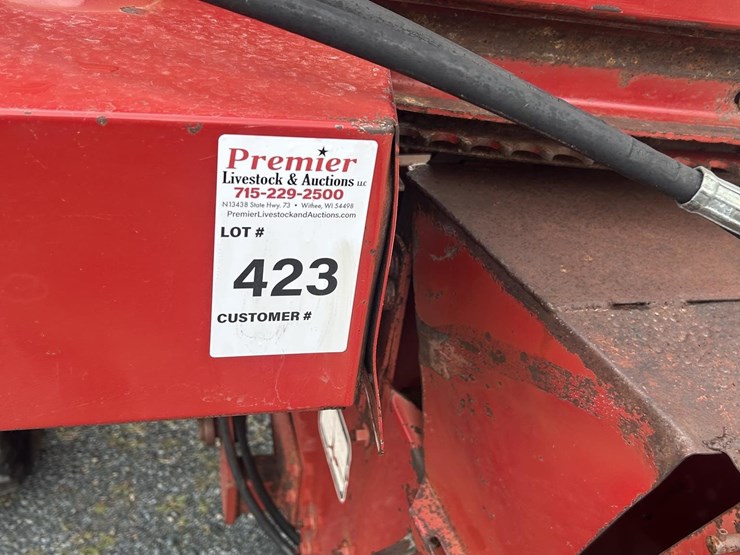 Premier
Livestock & Auctions LLC
715-229-2500
N13438 State Hwy. 73 • Withee, WI 54498
PremierLivestockandAuctions.com
LOT #
423
CUSTOMER #